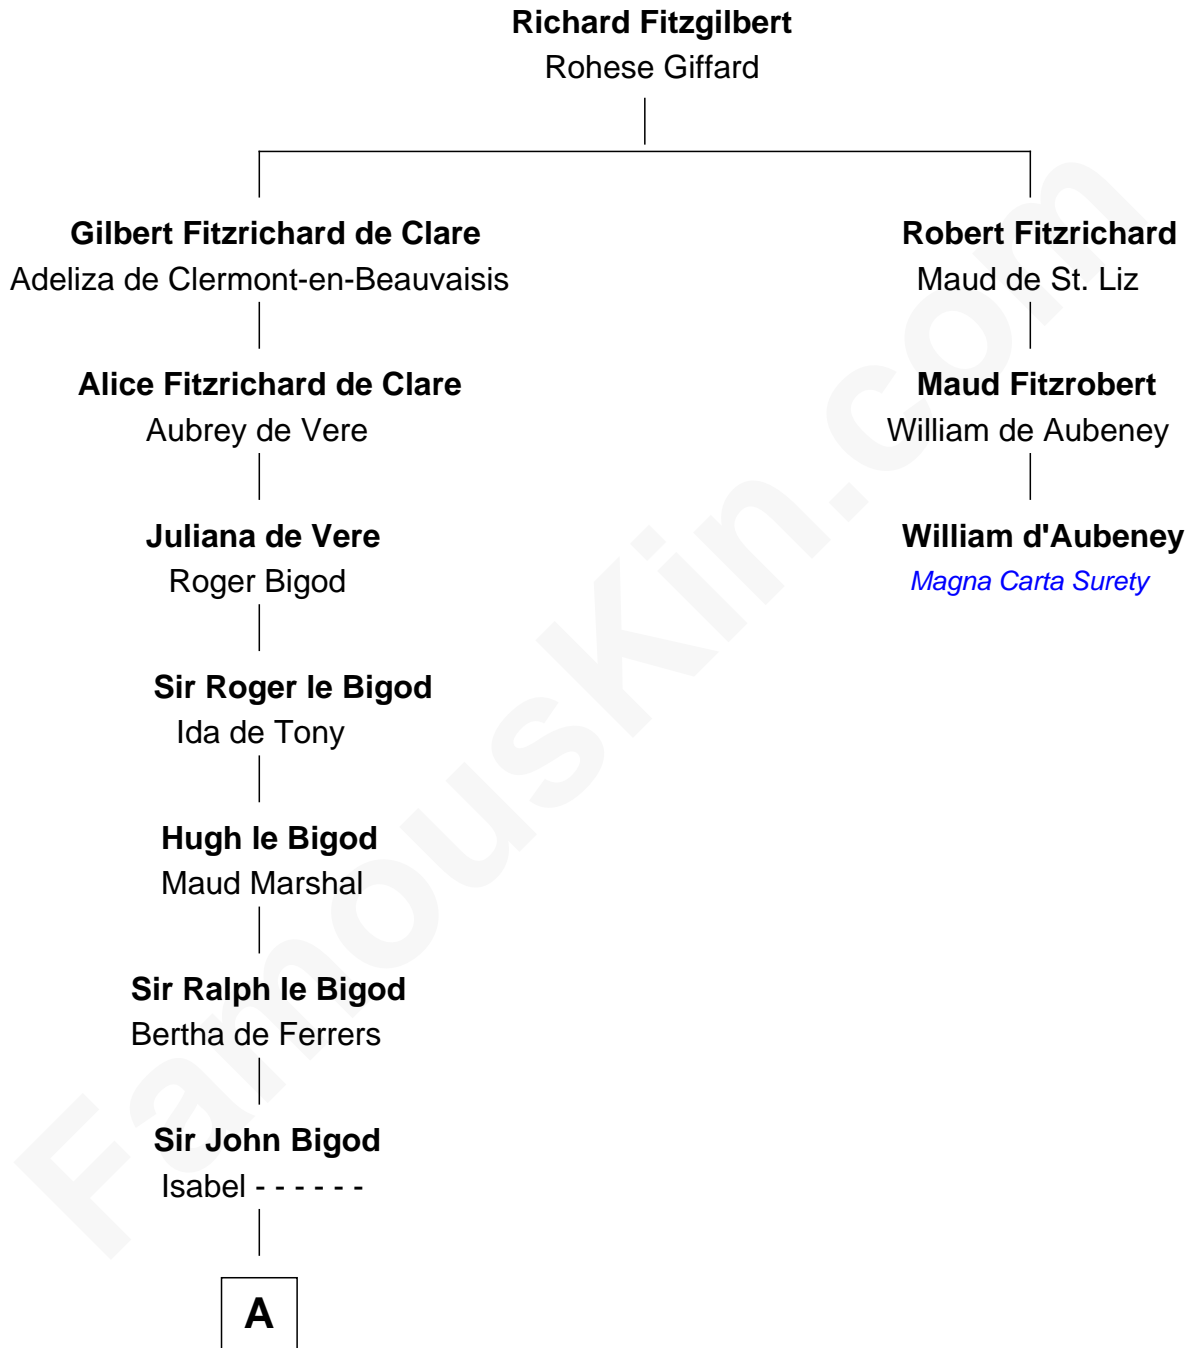 Richard Fitzgilbert
Rohese Giffard
Gilbert Fitzrichard de Clare
Adeliza de Clermont-en-Beauvaisis
Robert Fitzrichard
Maud de St. Liz
Alice Fitzrichard de Clare
Aubrey de Vere
Maud Fitzrobert
William de Aubeney
Juliana de Vere
Roger Bigod
William d'Aubeney
Magna Carta Surety
Sir Roger le Bigod
Ida de Tony
Hugh le Bigod
Maud Marshal
Sir Ralph le Bigod
Bertha de Ferrers
Sir John Bigod
Isabel - - - - - -
A
FamousKin.com